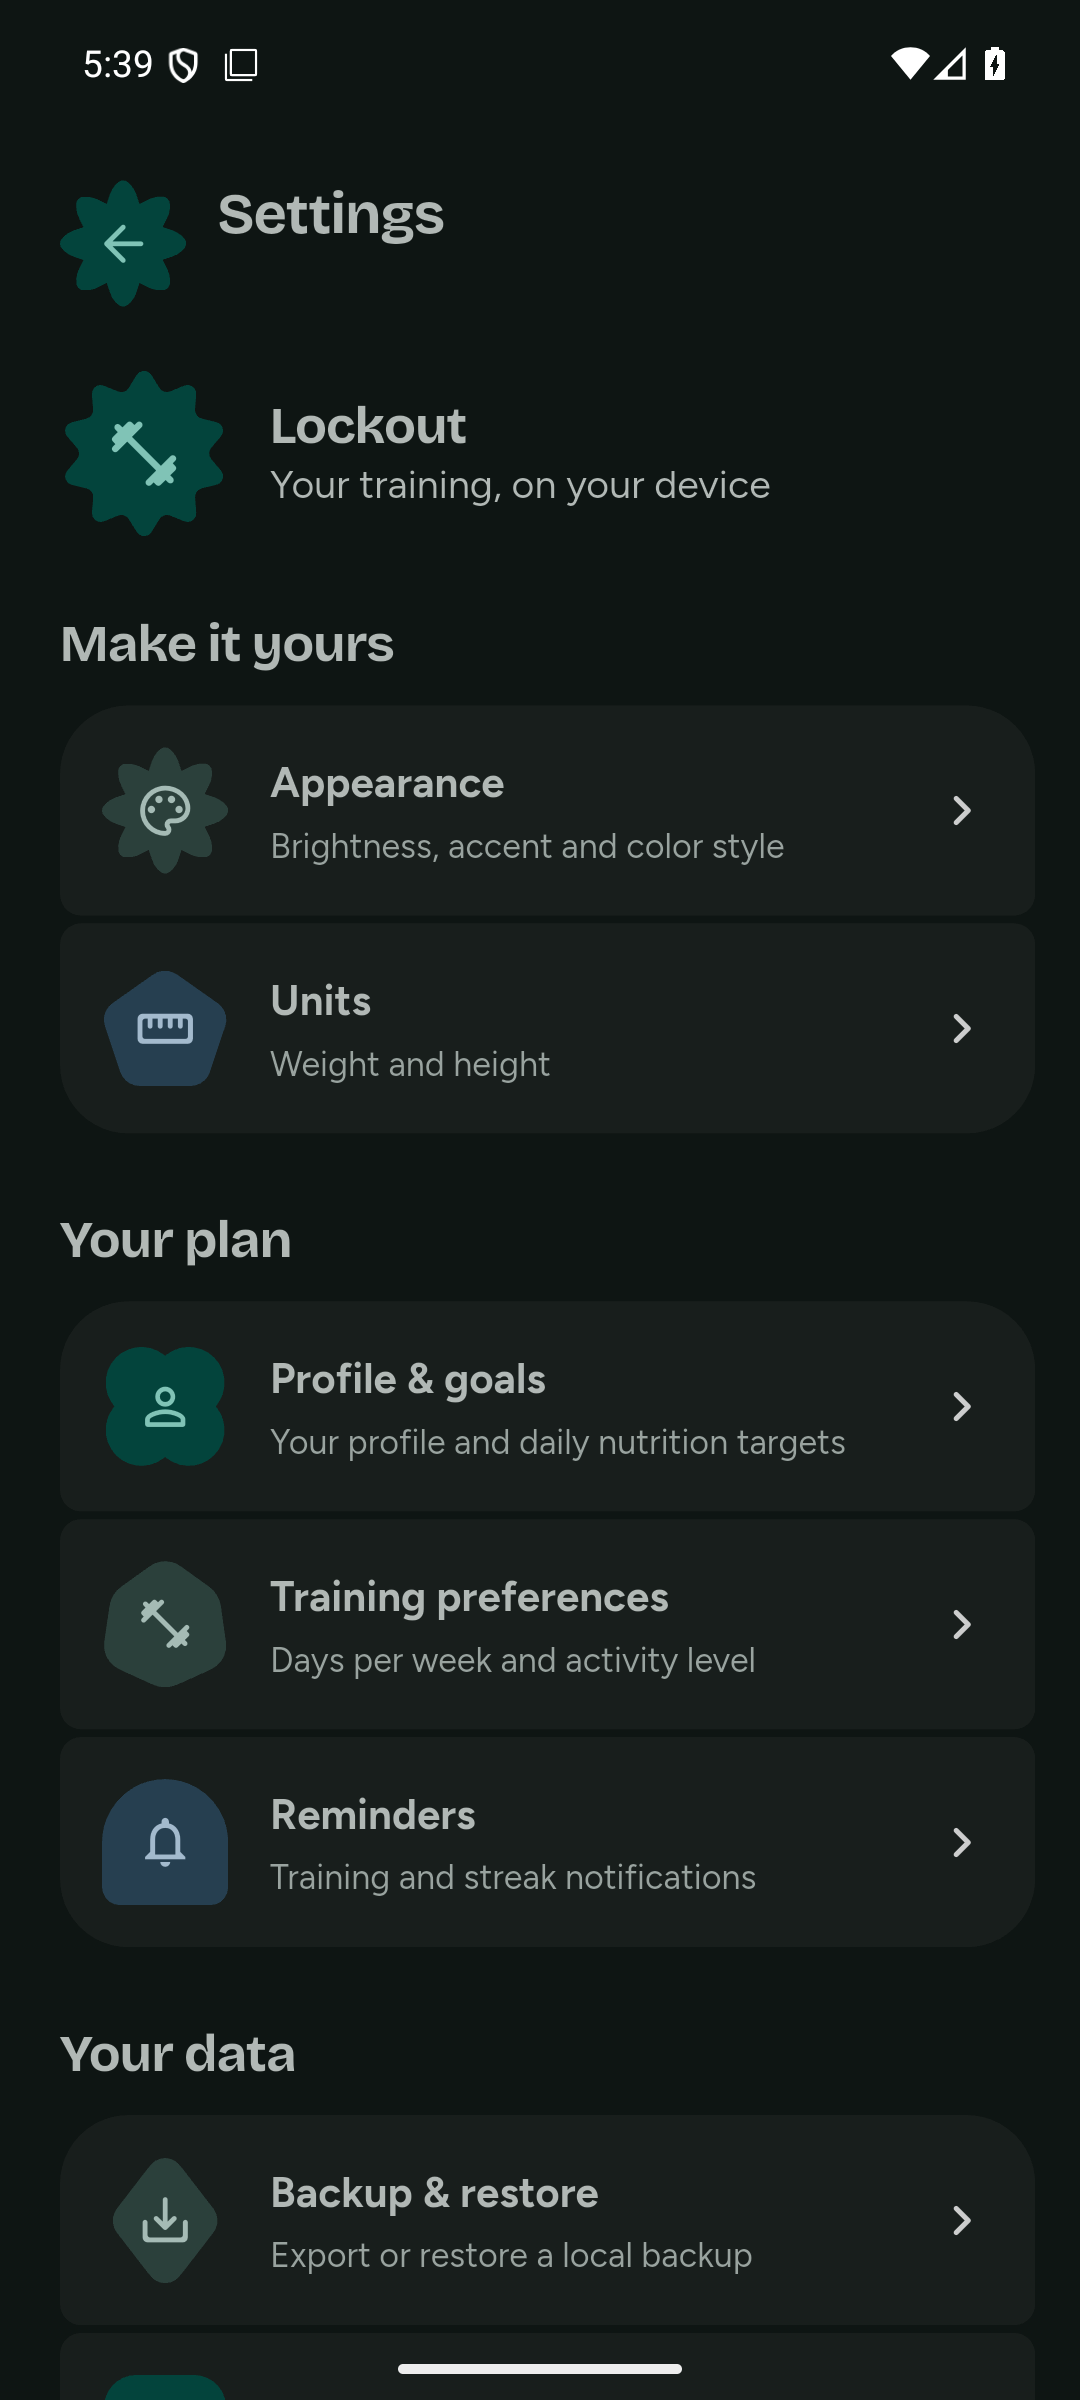 5:39
Settings
Lockout
Your training, on your device
Make it yours
Appearance
Brightness, accent and color style
Units
Weight and height
Your plan
Profile & goals
Your profile and daily nutrition targets
Training preferences
Days per week and activity level
Reminders
Training and streak notifications
Your data
Backup & restore
Export or restore a local backup